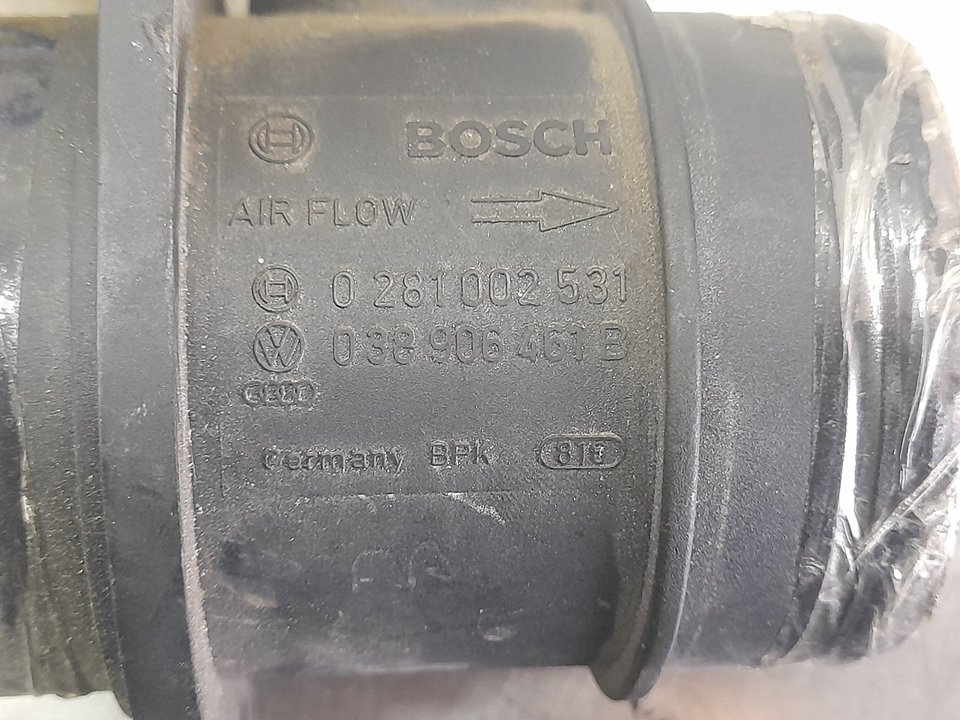 BOSCH
AIR FLOW
0 281 002 531
038 906 461 B
Germany BPK